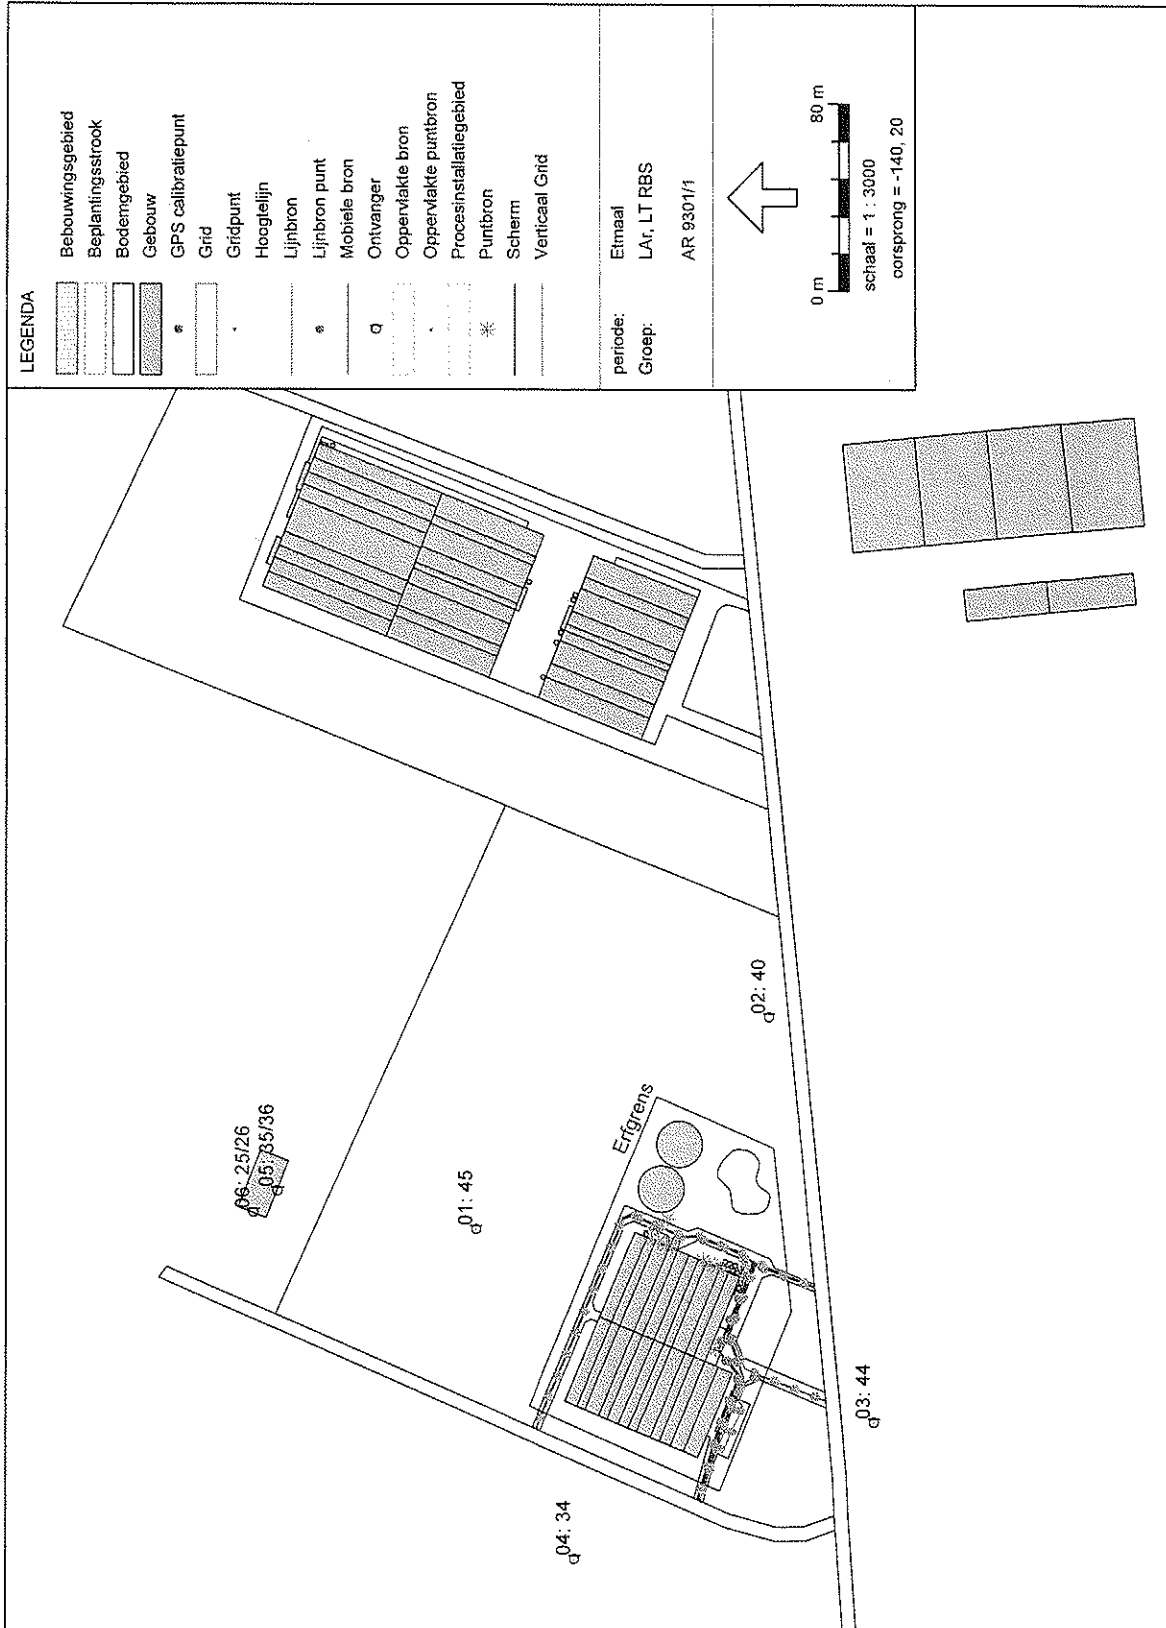 LEGENDA
Bebouwingsgebied
Beplantingsstrook
Bodemgebied
Gebouw
GPS calibratiepunt
Grid
Gridpunt
Hoogtelijn
Lijnbron
Lijnbron punt
Mobiele bron
Ontvanger
Oppervlakte bron
Oppervlakte puntbron
Procesinstallatiegebied
Puntbron
Scherm
Verticaal Grid
periode: Etmaal
Groep: LAr, LT RBS
AR 9301/1
0 m 80 m
schaal = 1 : 3000
oorsprong = -140, 20
06: 25/26
05: 35/36
01: 45
Erfgrens
02: 40
04: 34
03: 44